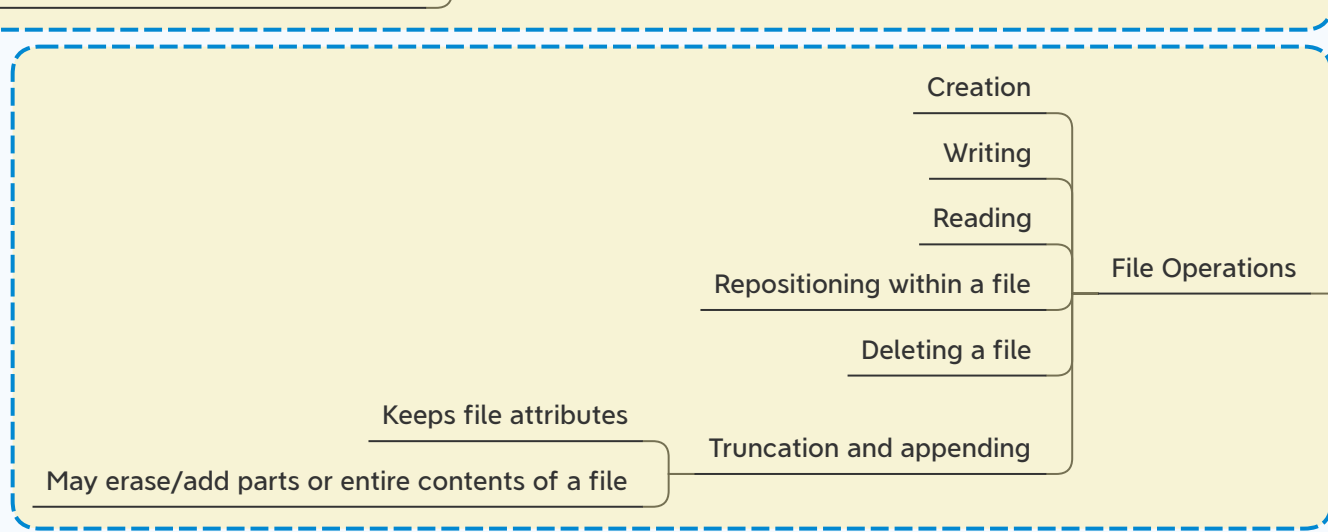 Creation
Writing
Reading
File Operations
Repositioning within a file
Deleting a file
Keeps file attributes
Truncation and appending
May erase/add parts or entire contents of a file